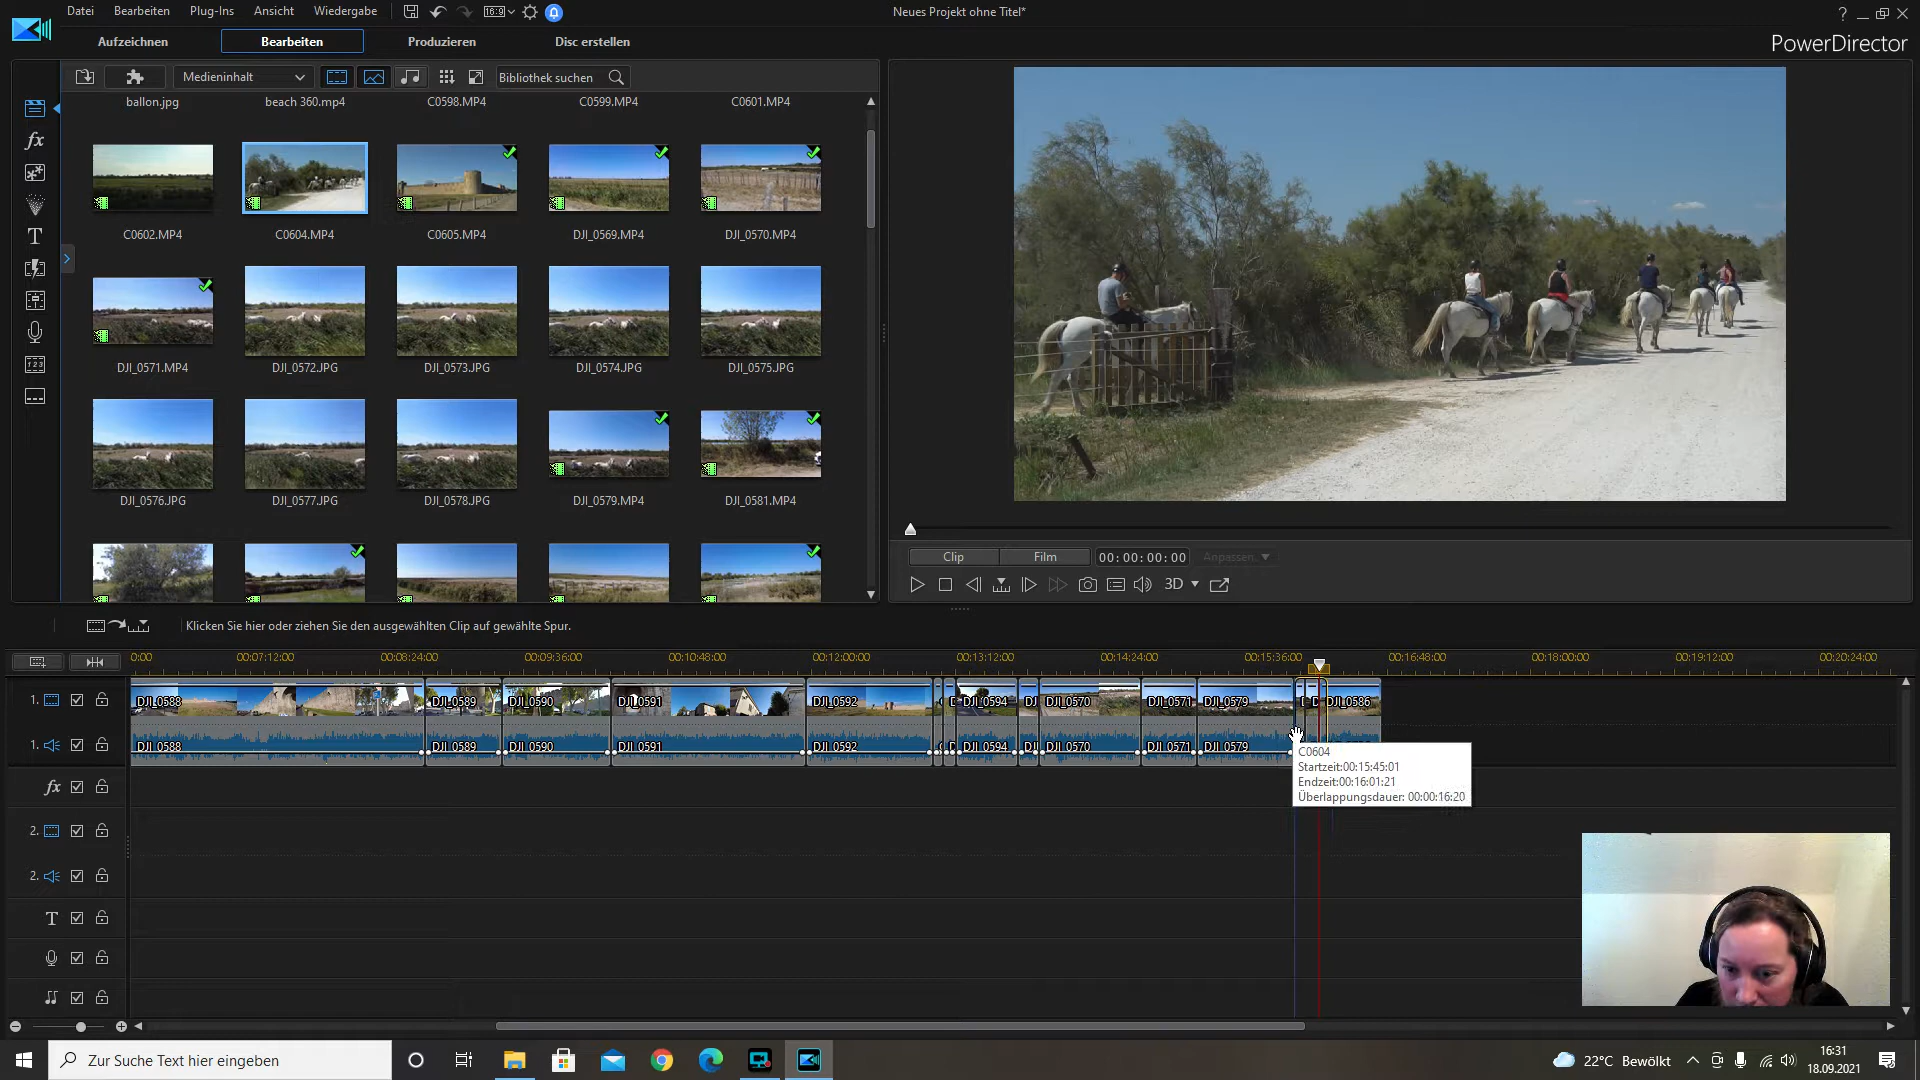 Datei Bearbeiten Plug-Ins Ansicht Wiedergabe 16:9 Neues Projekt ohne Titel* ?
Aufzeichnen Bearbeiten Produzieren Disc erstellen PowerDirector
Medieninhalt Bibliothek suchen
ballon.jpg beach 360.mp4 C0598.MP4 C0599.MP4 C0601.MP4
C0602.MP4 C0604.MP4 C0605.MP4 DJI_0569.MP4 DJI_0570.MP4
DJI_0571.MP4 DJI_0572.JPG DJI_0573.JPG DJI_0574.JPG DJI_0575.JPG
DJI_0576.JPG DJI_0577.JPG DJI_0578.JPG DJI_0579.MP4 DJI_0581.MP4
Clip Film 00:00:00:00 Anpassen
3D
Klicken Sie hier oder ziehen Sie den ausgewählten Clip auf gewählte Spur.
0:00 00:07:12:00 00:08:24:00 00:09:36:00 00:10:48:00 00:12:00:00 00:13:12:00 00:14:24:00 00:15:36:00 00:16:48:00 00:18:00:00 00:19:12:00 00:20:24:00
1. DJI_0588 DJI_0589 DJI_0590 DJI_0591 DJI_0592 DJI_0594 DJI DJI_0570 DJI_0571 DJI_0579 DJI_0586
1. DJI_0588 DJI_0589 DJI_0590 DJI_0591 DJI_0592 DJI_0594 DJI DJI_0570 DJI_0571 DJI_0579
C0604
Startzeit:00:15:45:01
Endzeit:00:16:01:21
Überlappungsdauer: 00:00:16:20
fx
2.
2.
T
Zur Suche Text hier eingeben 22°C Bewölkt 16:31
18.09.2021